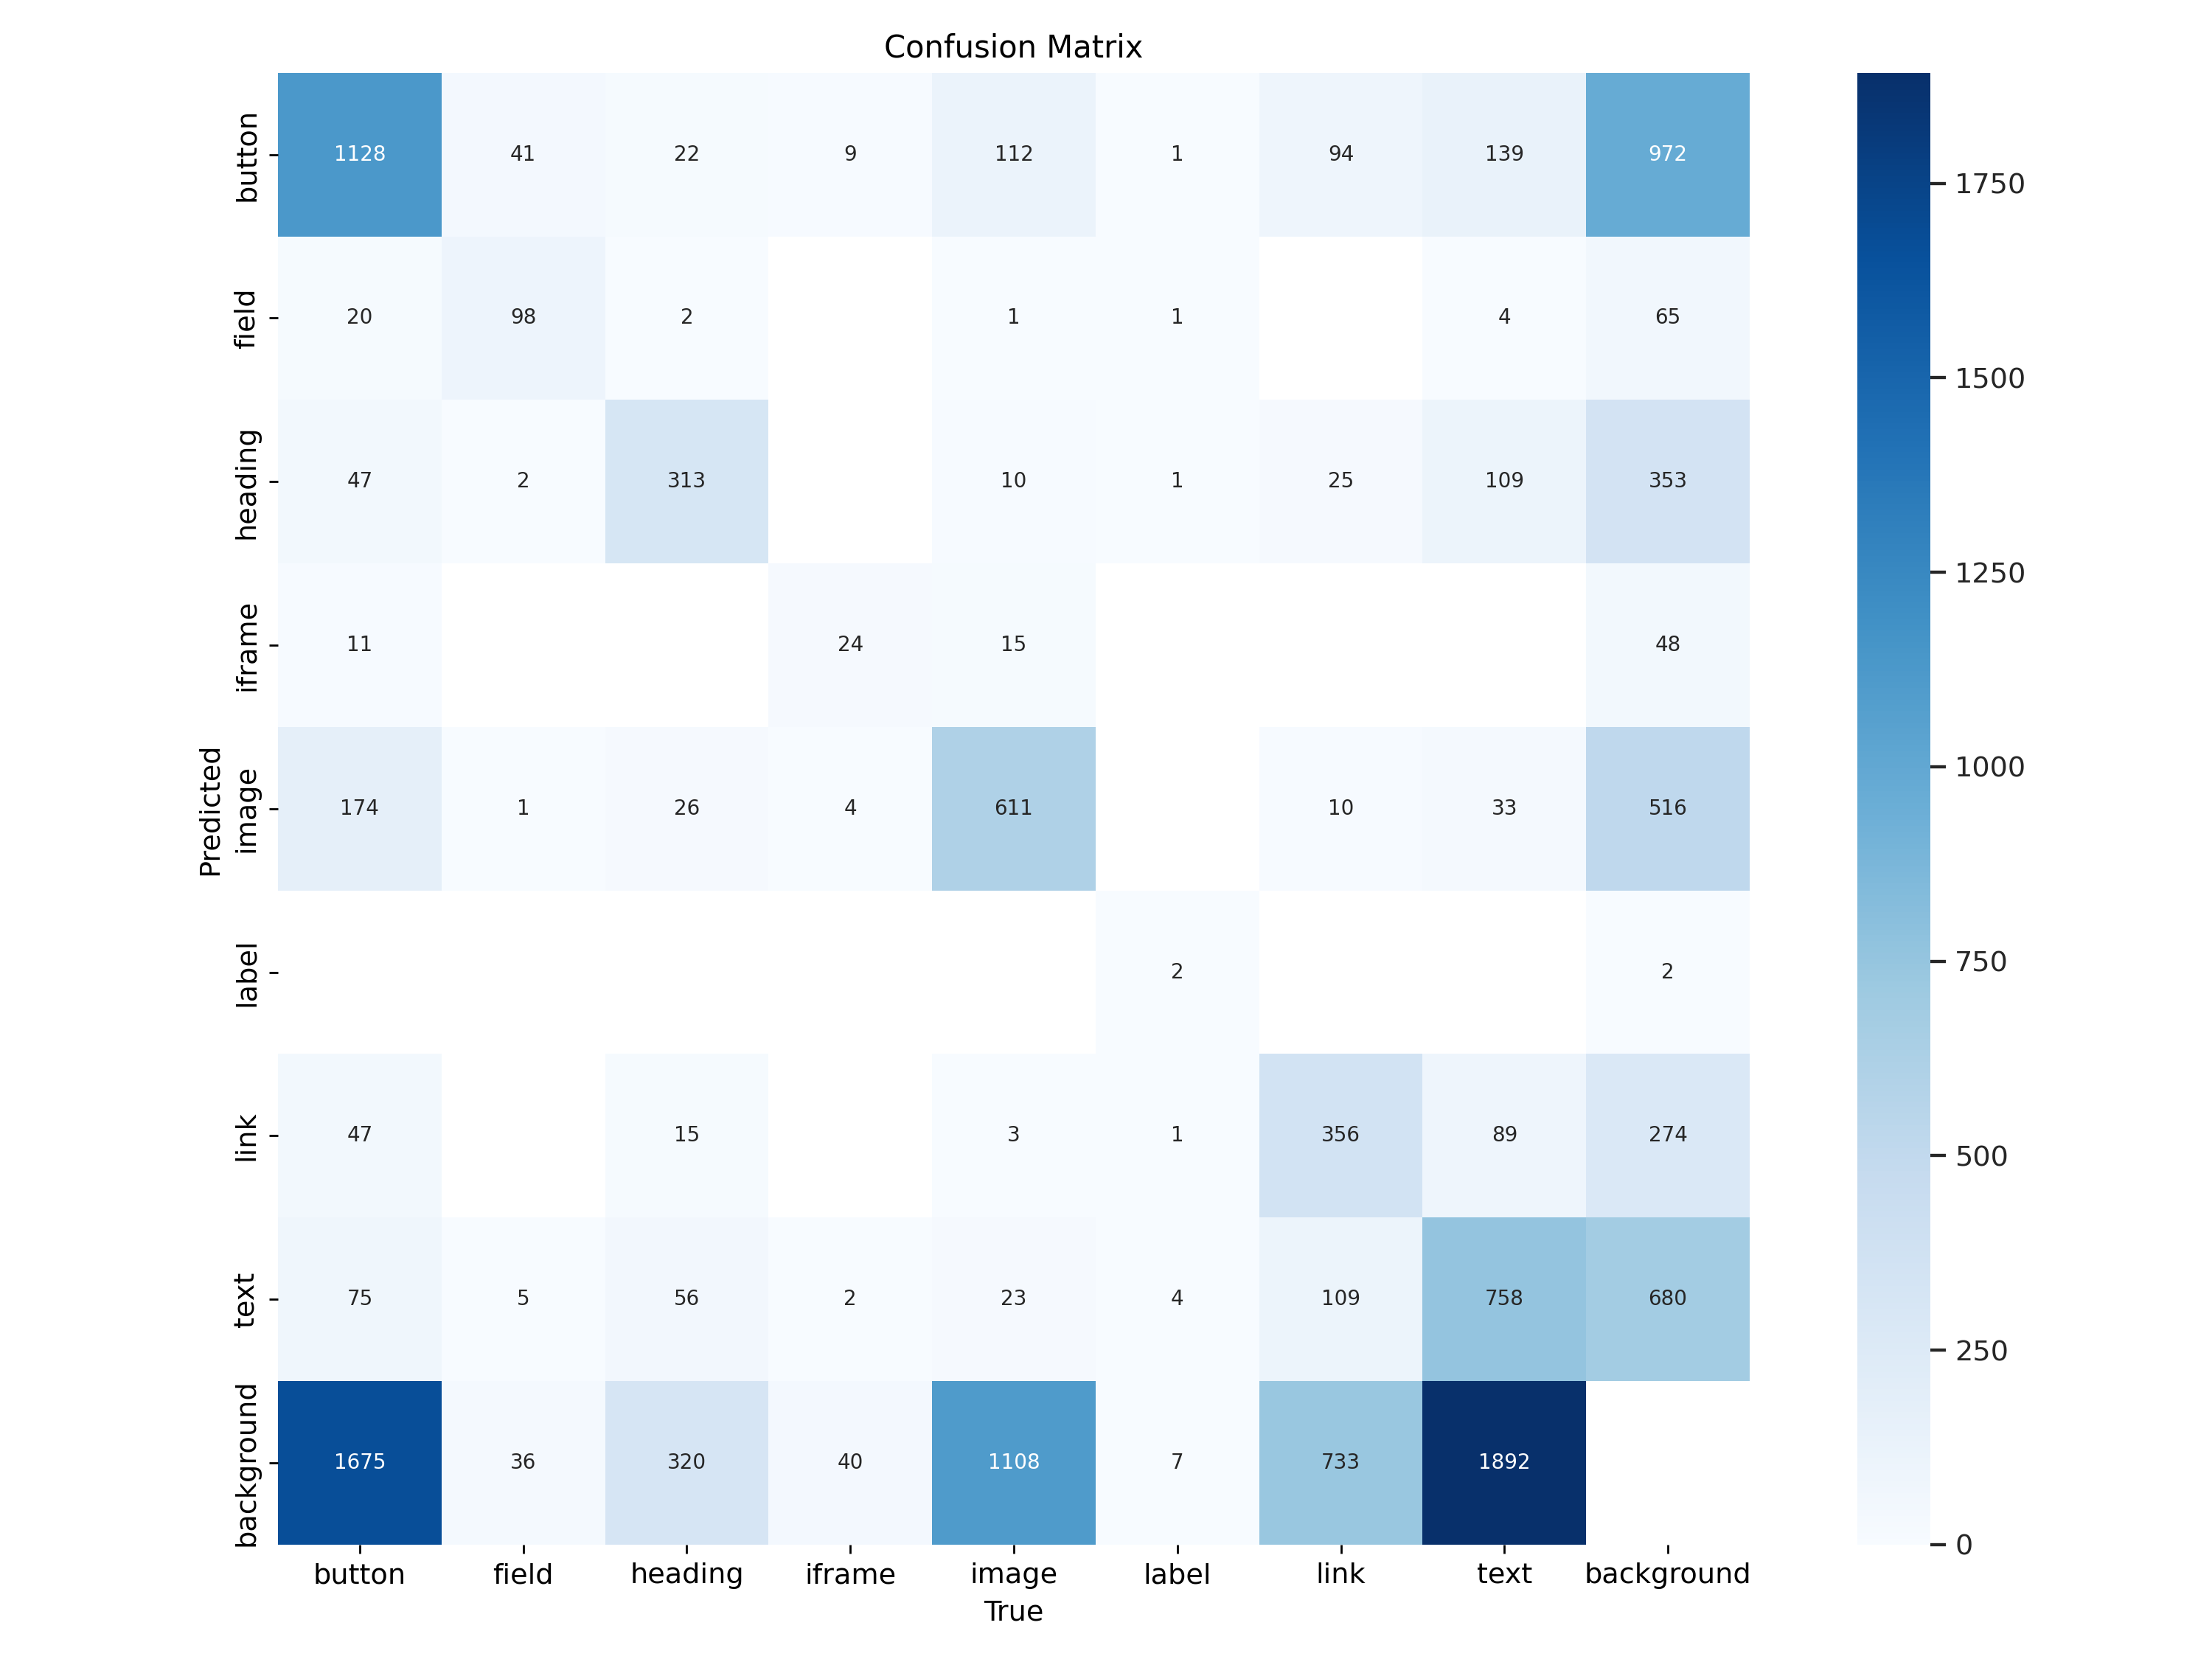 Confusion Matrix
button 1128 41 22 9 112 1 94 139 972
field 20 98 2 1 1 4 65
heading 47 2 313 10 1 25 109 353
iframe 11 24 15 48
image 174 1 26 4 611 10 33 516
label 2 2
link 47 15 3 1 356 89 274
text 75 5 56 2 23 4 109 758 680
background 1675 36 320 40 1108 7 733 1892
Predicted
button field heading iframe image label link text background
True
1750
1500
1250
1000
750
500
250
0